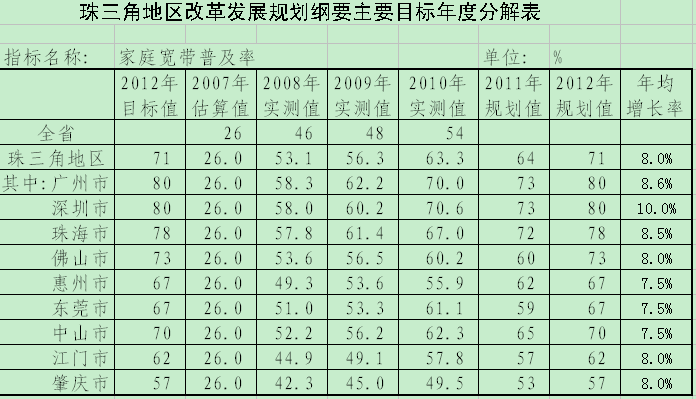 珠三角地区改革发展规划纲要主要目标年度分解表
指标名称: 家庭宽带普及率 单位: %
2012年目标值 2007年估算值 2008年实测值 2009年实测值 2010年实测值 2011年规划值 2012年规划值 年均增长率
全省 26 46 48 54
珠三角地区 71 26.0 53.1 56.3 63.3 64 71 8.0%
其中:广州市 80 26.0 58.3 62.2 70.0 73 80 8.6%
深圳市 80 26.0 58.0 60.2 70.6 73 80 10.0%
珠海市 78 26.0 57.8 61.4 67.0 72 78 8.5%
佛山市 73 26.0 53.6 56.5 60.2 60 73 8.0%
惠州市 67 26.0 49.3 53.6 55.9 62 67 7.5%
东莞市 67 26.0 51.0 53.3 61.1 59 67 7.5%
中山市 70 26.0 52.2 56.2 62.3 65 70 7.5%
江门市 62 26.0 44.9 49.1 57.8 57 62 8.0%
肇庆市 57 26.0 42.3 45.0 49.5 53 57 8.0%